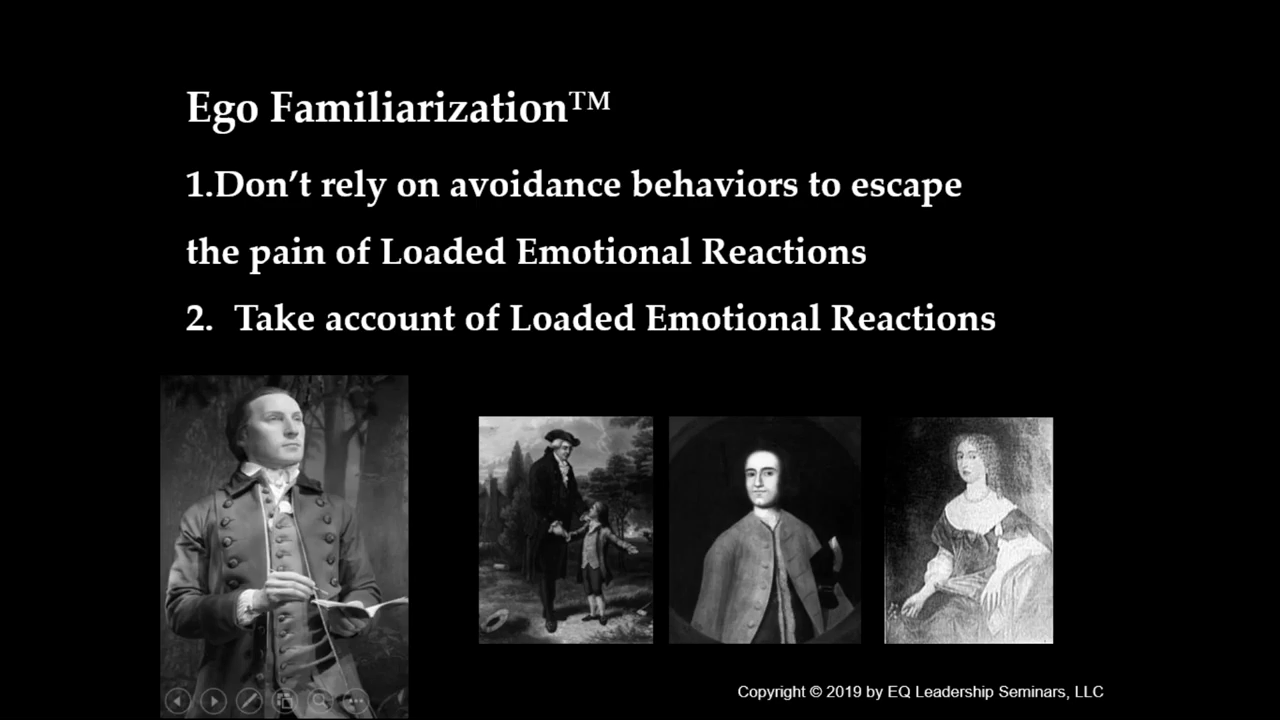 Ego Familiarization™
1.Don’t rely on avoidance behaviors to escape
the pain of Loaded Emotional Reactions
2. Take account of Loaded Emotional Reactions
Copyright © 2019 by EQ Leadership Seminars, LLC